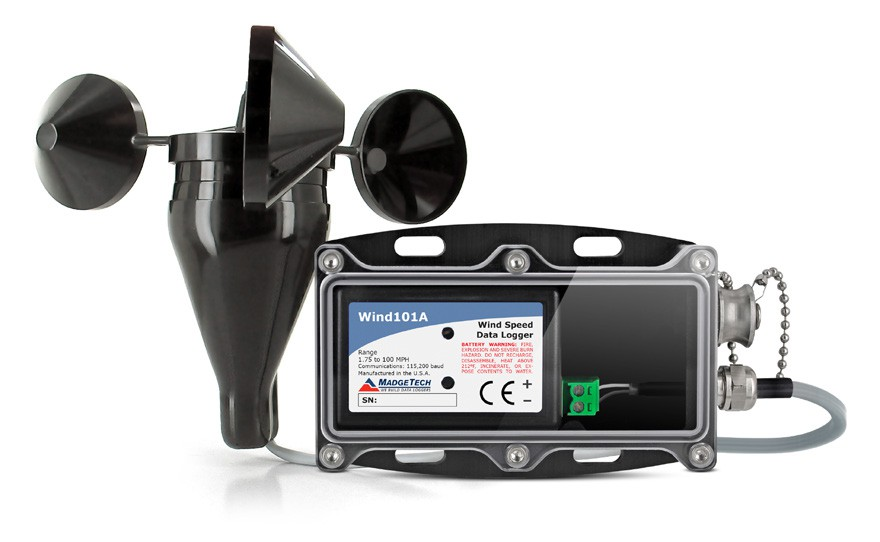 Wind101A
Wind Speed
Data Logger
BATTERY WARNING: FIRE,
EXPLOSION AND SEVERE BURN
HAZARD. DO NOT RECHARGE,
DISASSEMBLE, HEAT ABOVE
212°F, INCINERATE, OR EX-
POSE CONTENTS TO WATER.
Range
1.75 to 100 MPH
Communications: 115,200 baud
Manufactured in the U.S.A.
MADGETECH
WE BUILD DATA LOGGERS
SN:
CE
+
−